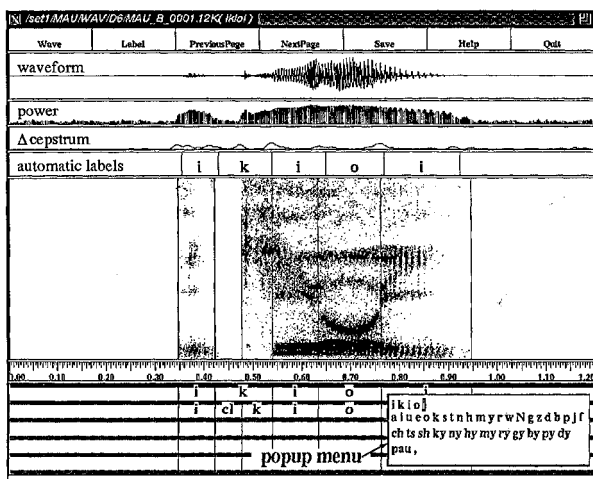 /set1/MAU/WAV/D6/MAU_B_0001.12K( ikioi )
Wave Label PreviousPage NextPage Save Help Quit
waveform
power
Δcepstrum
automatic labels i k i o i
0.00 0.10 0.20 0.30 0.40 0.50 0.60 0.70 0.80 0.90 1.00 1.10 1.20
i k i o i
i cl k i o
ikioj
aiueokstnhmyrwNgzdbpjf
ch ts sh ky ny hy my ry gy by py dy
pau,
popup menu